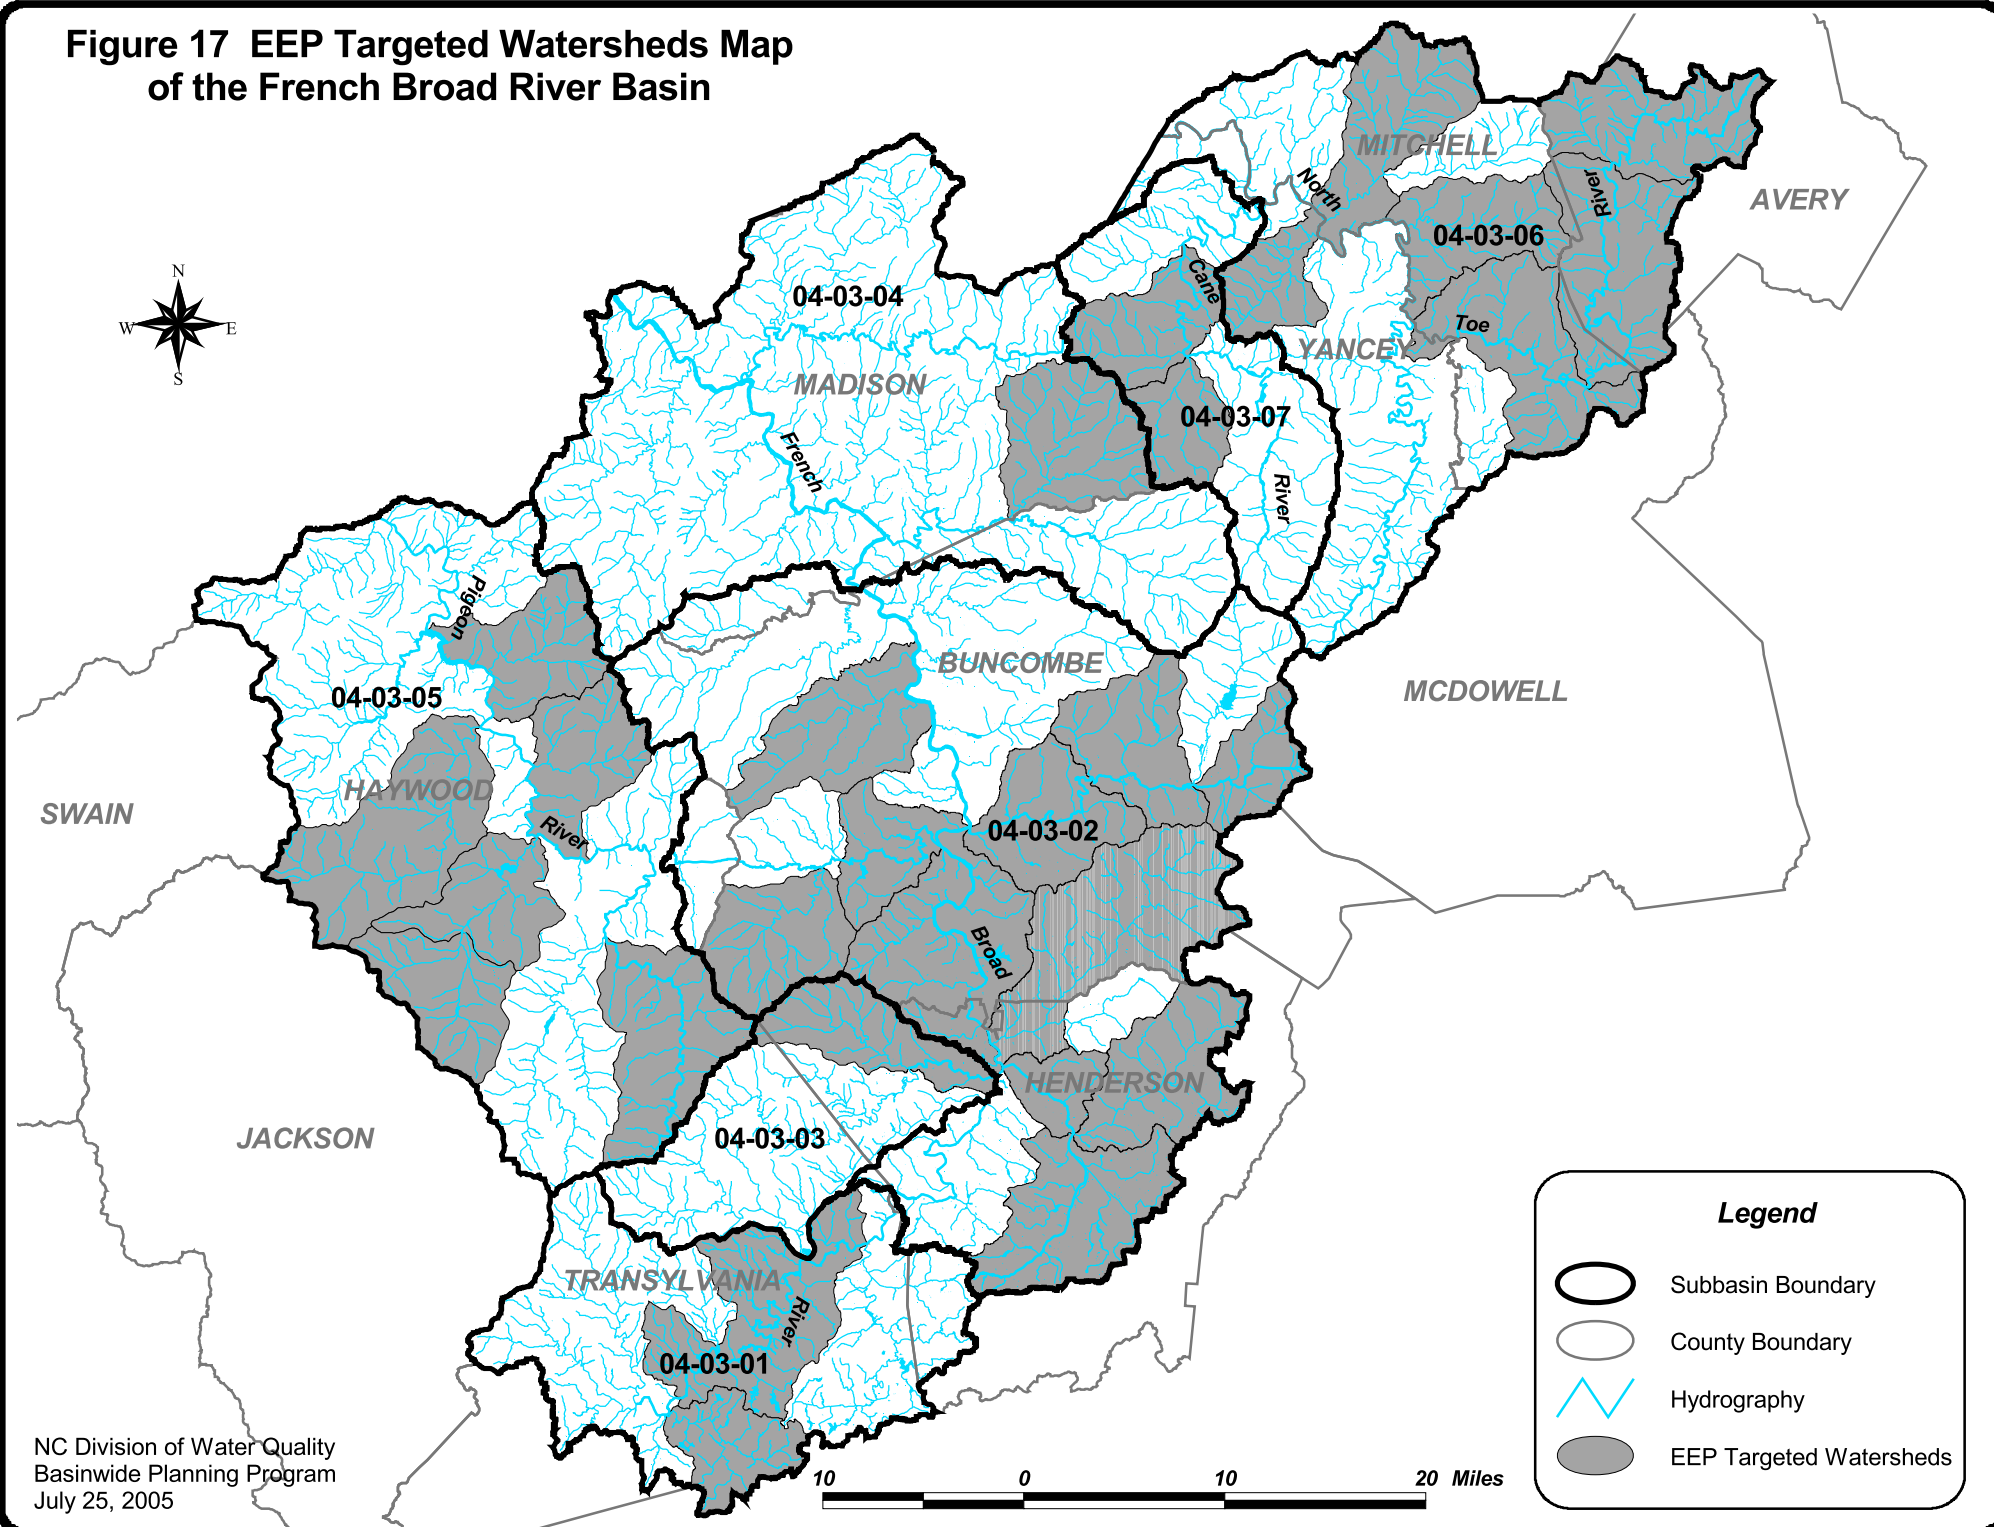 Figure 17 EEP Targeted Watersheds Map
of the French Broad River Basin
MITCHELL
North
River
AVERY
04-03-06
N
W
E
S
Cane
04-03-04
Toe
YANCEY
MADISON
04-03-07
French
River
Pigeon
BUNCOMBE
04-03-05
MCDOWELL
HAYWOOD
SWAIN
River
04-03-02
Broad
HENDERSON
JACKSON
04-03-03
TRANSYLVANIA
River
04-03-01
Legend
Subbasin Boundary
County Boundary
Hydrography
EEP Targeted Watersheds
NC Division of Water Quality
Basinwide Planning Program
July 25, 2005
10 0 10 20 Miles